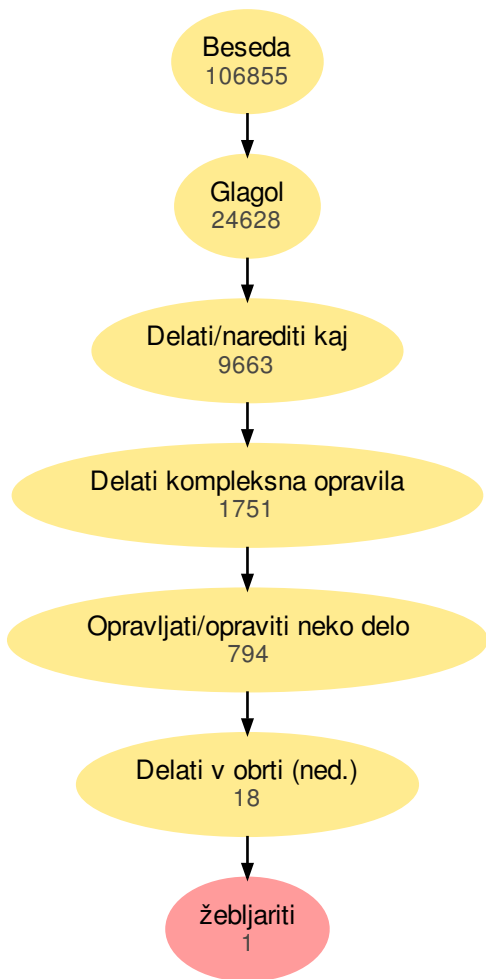 Beseda
106855
Glagol
24628
Delati/narediti kaj
9663
Delati kompleksna opravila
1751
Opravljati/opraviti neko delo
794
Delati v obrti (ned.)
18
žebljariti
1